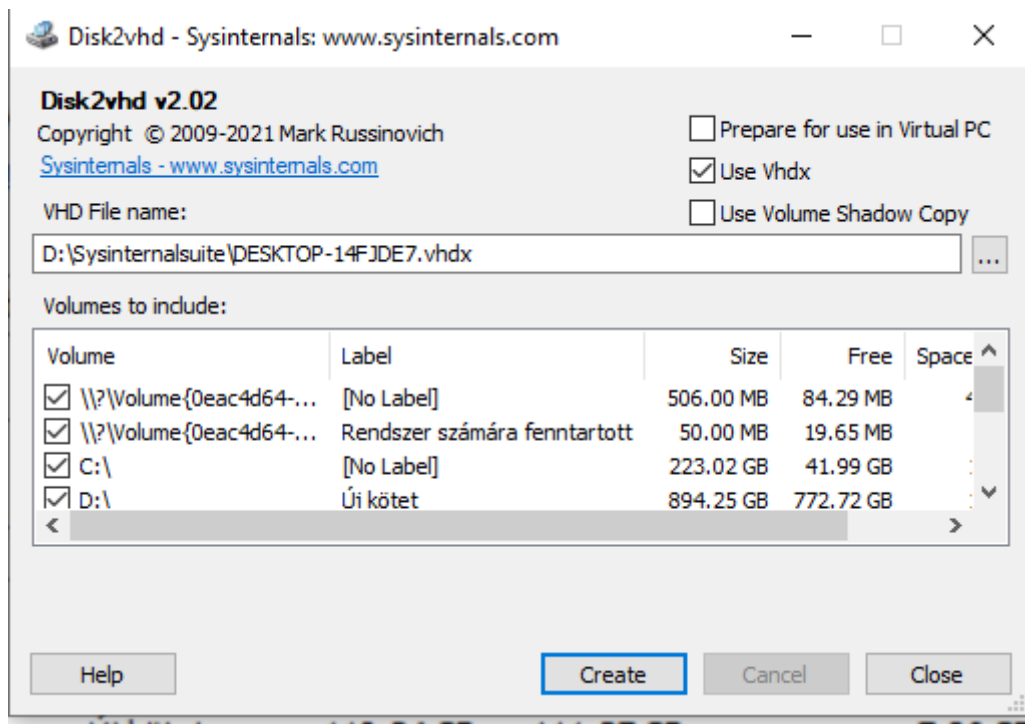 Disk2vhd - Sysinternals: www.sysinternals.com
Disk2vhd v2.02
Copyright © 2009-2021 Mark Russinovich
Sysinternals - www.sysinternals.com
Prepare for use in Virtual PC
Use Vhdx
Use Volume Shadow Copy
VHD File name:
D:\Sysinternalsuite\DESKTOP-14FJDE7.vhdx
...
Volumes to include:
Volume Label Size Free Space
\\?\Volume{0eac4d64-... [No Label] 506.00 MB 84.29 MB
\\?\Volume{0eac4d64-... Rendszer számára fenntartott 50.00 MB 19.65 MB
C:\ [No Label] 223.02 GB 41.99 GB
D:\ Új kötet 894.25 GB 772.72 GB
Help Create Cancel Close